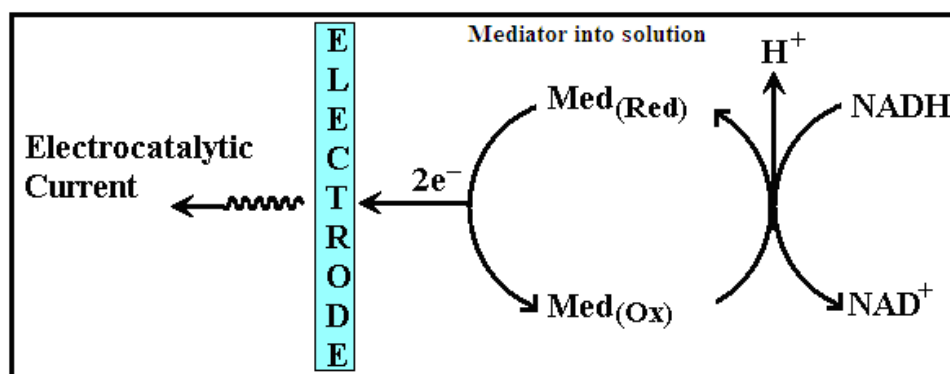 Mediator into solution
ELECTRODE
Electrocatalytic
Current
2e⁻
Med(Red)
Med(Ox)
H⁺
NADH
NAD⁺